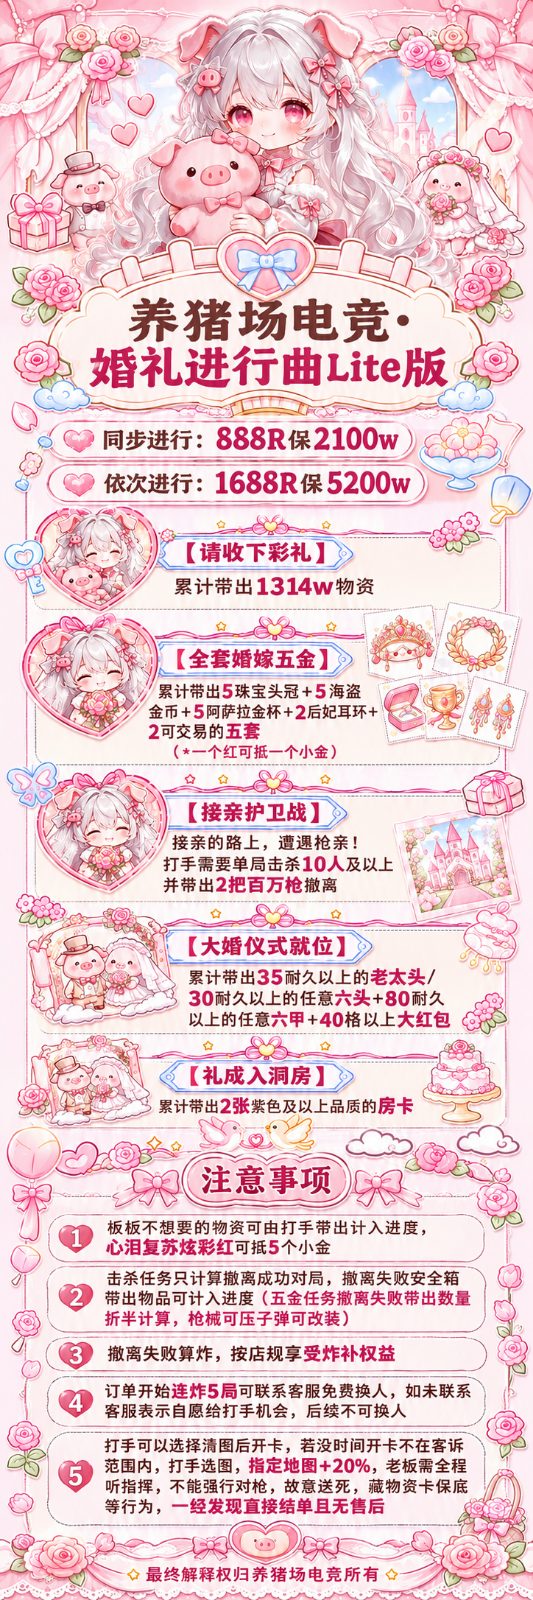 养猪场电竞·
婚礼进行曲Lite版
同步进行：888R保2100w
依次进行：1688R保5200w
【请收下彩礼】
累计带出1314w物资
【全套婚嫁五金】
累计带出5珠宝头冠+5海盗
金币+5阿萨拉金杯+2后妃耳环+
2可交易的五套
（*一个红可抵一个小金）
【接亲护卫战】
接亲的路上，遭遇枪亲！
打手需要单局击杀10人及以上
并带出2把百万枪撤离
【大婚仪式就位】
累计带出35耐久以上的老太头/
30耐久以上的任意六头+80耐久
以上的任意六甲+40格以上大红包
【礼成入洞房】
累计带出2张紫色及以上品质的房卡
注意事项
1
板板不想要的物资可由打手带出计入进度，
心泪复苏炫彩红可抵5个小金
2
击杀任务只计算撤离成功对局，撤离失败安全箱
带出物品可计入进度（五金任务撤离失败带出数量
折半计算，枪械可压子弹可改装）
3
撤离失败算炸，按店规享受炸补权益
4
订单开始连炸5局可联系客服免费换人，如未联系
客服表示自愿给打手机会，后续不可换人
5
打手可以选择清图后开卡，若没时间开卡不在客诉
范围内，打手选图，指定地图+20%，老板需全程
听指挥，不能强行对枪，故意送死，藏物资卡保底
等行为，一经发现直接结单且无售后
最终解释权归养猪场电竞所有